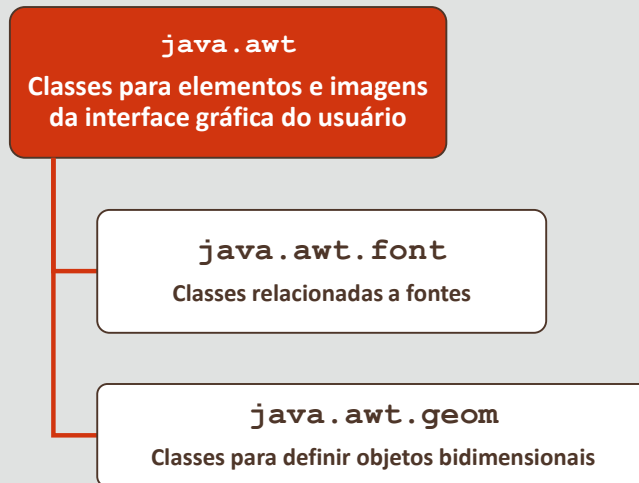 java.awt
Classes para elementos e imagens
da interface gráfica do usuário
java.awt.font
Classes relacionadas a fontes
java.awt.geom
Classes para definir objetos bidimensionais